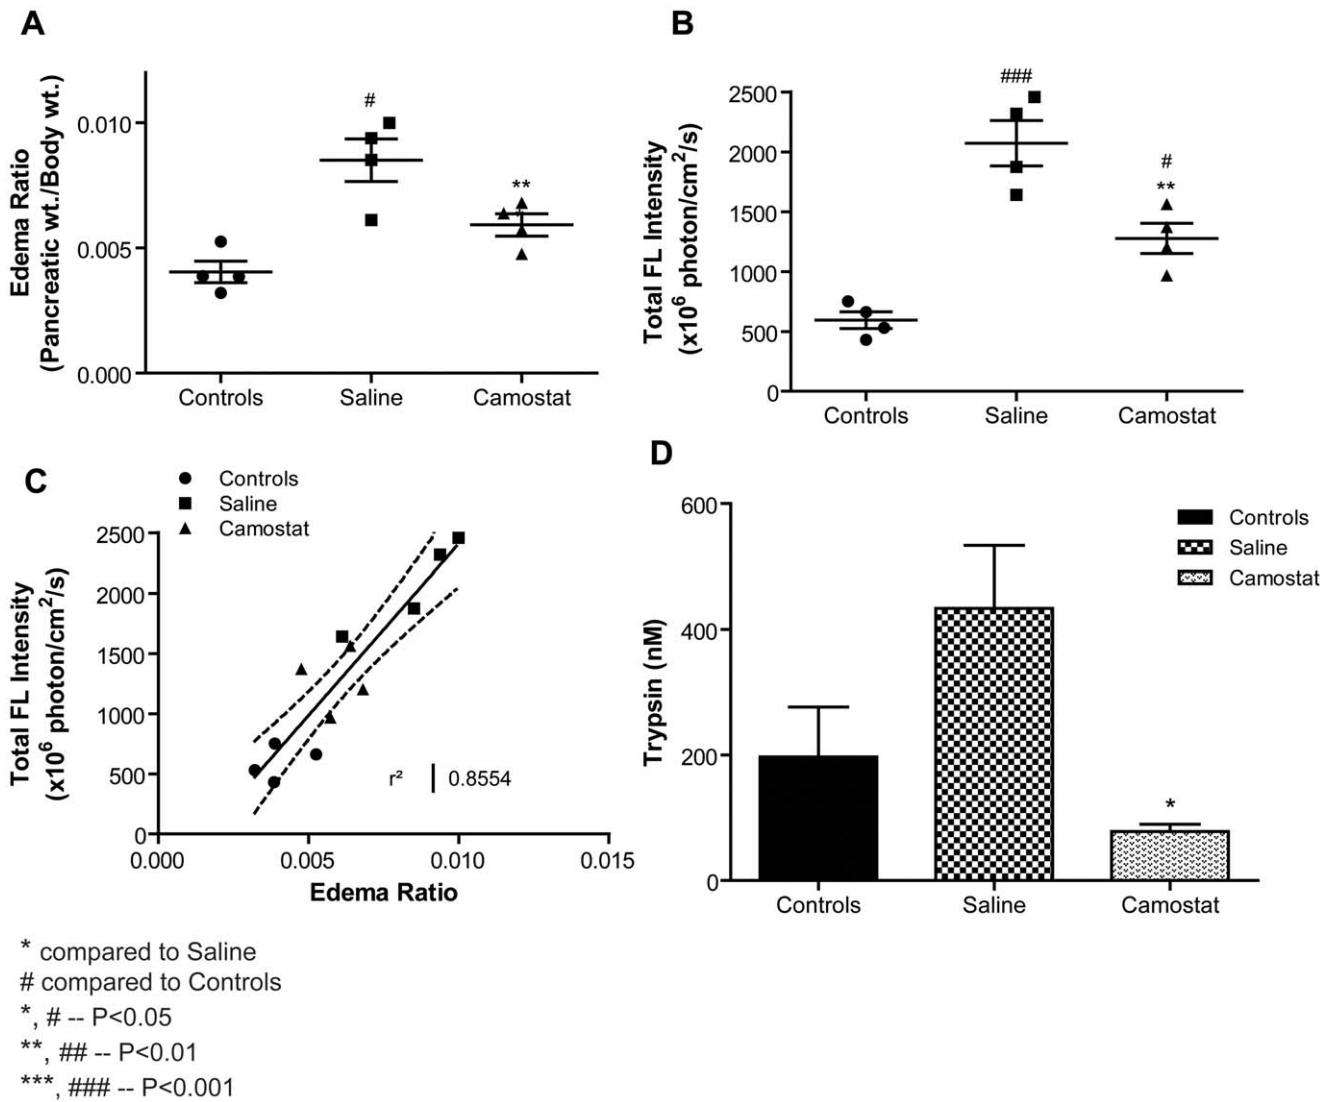 A
Edema Ratio
(Pancreatic wt./Body wt.)
0.010
0.005
0.000
#
**
Controls
Saline
Camostat
B
Total FL Intensity
(x10⁶ photon/cm²/s)
2500
2000
1500
1000
500
0
###
#
**
Controls
Saline
Camostat
C
Controls
Saline
Camostat
Total FL Intensity
(x10⁶ photon/cm²/s)
2500
2000
1500
1000
500
0
r² | 0.8554
0.000
0.005
0.010
0.015
Edema Ratio
D
Trypsin (nM)
600
400
200
0
Controls
Saline
Camostat
*
Controls
Saline
Camostat
* compared to Saline
# compared to Controls
*, # -- P<0.05
**, ## -- P<0.01
***, ### -- P<0.001